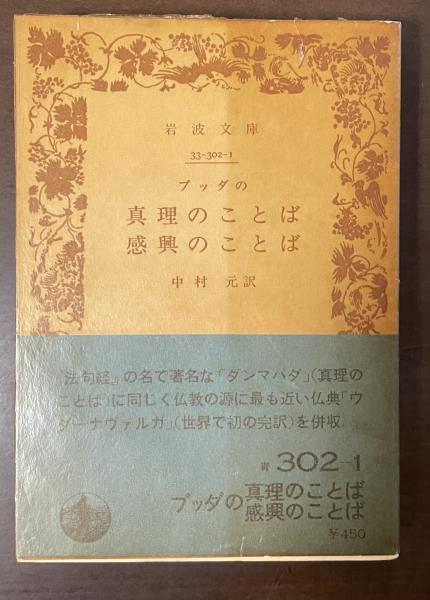 岩波文庫
33-302-1
ブッダの
真理のことば
感興のことば
中村 元訳
『法句経』の名で著名な「ダンマパダ」(真理の
ことば)に同じく仏教の源に最も近い仏典「ウ
ダーナヴァルガ」(世界で初の完訳)を併収.
青 302-1
ブッダの真理のことば
感興のことば
¥450